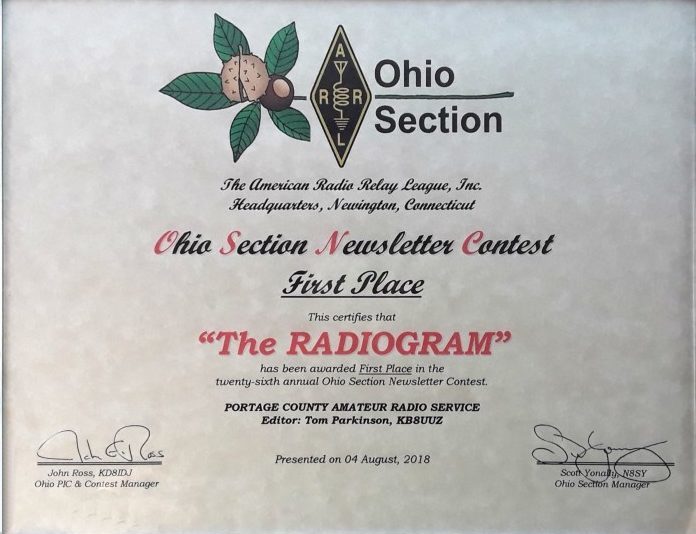 Ohio
Section
A
R R
L
The American Radio Relay League, Inc.
Headquarters, Newington, Connecticut
Ohio Section Newsletter Contest
First Place
This certifies that
“The RADIOGRAM”
has been awarded First Place in the
twenty-sixth annual Ohio Section Newsletter Contest.
PORTAGE COUNTY AMATEUR RADIO SERVICE
Editor: Tom Parkinson, KB8UUZ
John E. Ross
John Ross, KD8IDJ
Ohio PIC & Contest Manager
Presented on 04 August, 2018
Scott Yonally, N8SY
Ohio Section Manager